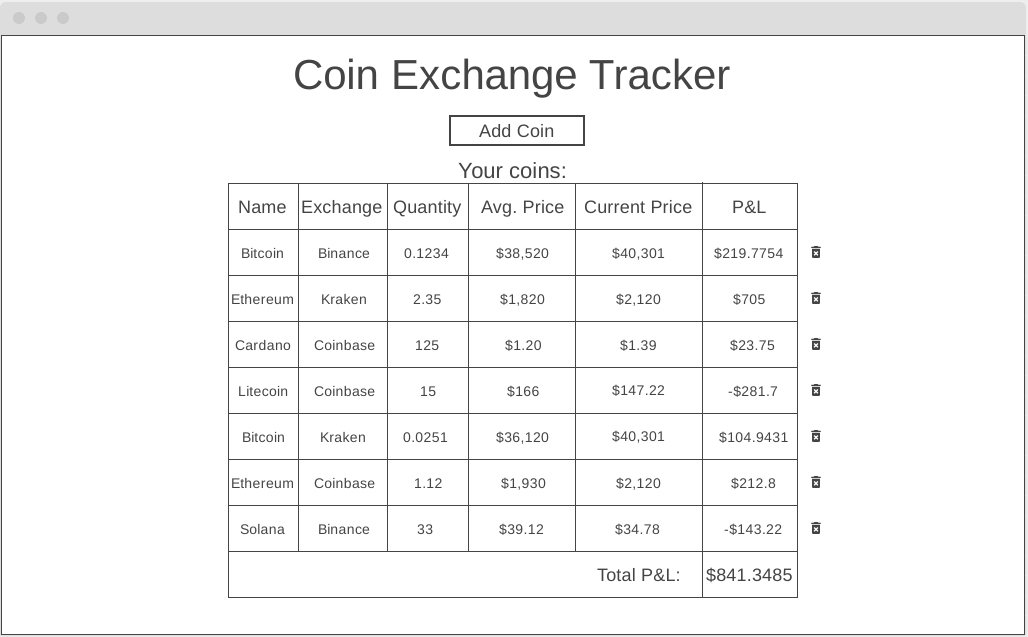 Coin Exchange Tracker
Add Coin
Your coins:
Name Exchange Quantity Avg. Price Current Price P&L
Bitcoin Binance 0.1234 $38,520 $40,301 $219.7754
Ethereum Kraken 2.35 $1,820 $2,120 $705
Cardano Coinbase 125 $1.20 $1.39 $23.75
Litecoin Coinbase 15 $166 $147.22 -$281.7
Bitcoin Kraken 0.0251 $36,120 $40,301 $104.9431
Ethereum Coinbase 1.12 $1,930 $2,120 $212.8
Solana Binance 33 $39.12 $34.78 -$143.22
Total P&L: $841.3485